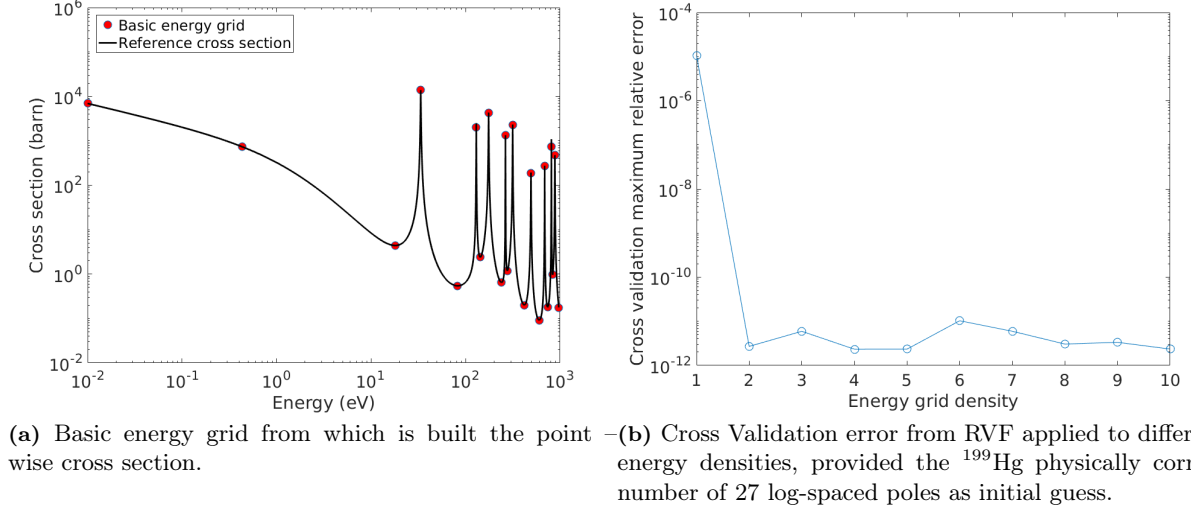 10^6
10^4
10^2
10^0
10^-2
Cross section (barn)
Basic energy grid
Reference cross section
10^-2
10^-1
10^0
10^1
10^2
10^3
Energy (eV)
(a) Basic energy grid from which is built the point –
wise cross section.
10^-4
10^-6
10^-8
10^-10
10^-12
Cross validation maximum relative error
1
2
3
4
5
6
7
8
9
10
Energy grid density
(b) Cross Validation error from RVF applied to differ
energy densities, provided the ^199Hg physically corr
number of 27 log-spaced poles as initial guess.